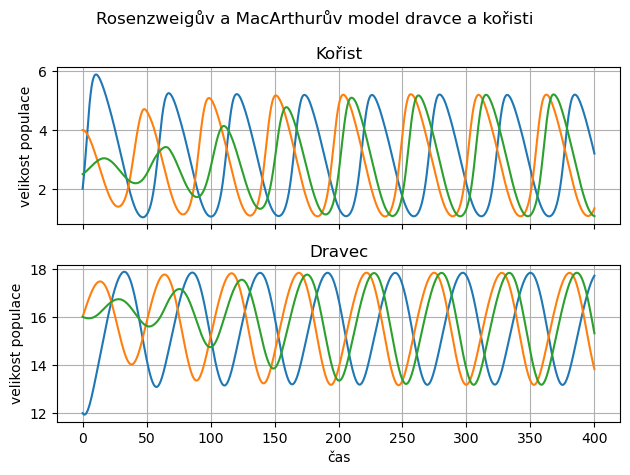 Rosenzweigův a MacArthurův model dravce a kořisti
Kořist
velikost populace
6
4
2
Dravec
velikost populace
18
16
14
12
0 50 100 150 200 250 300 350 400
čas